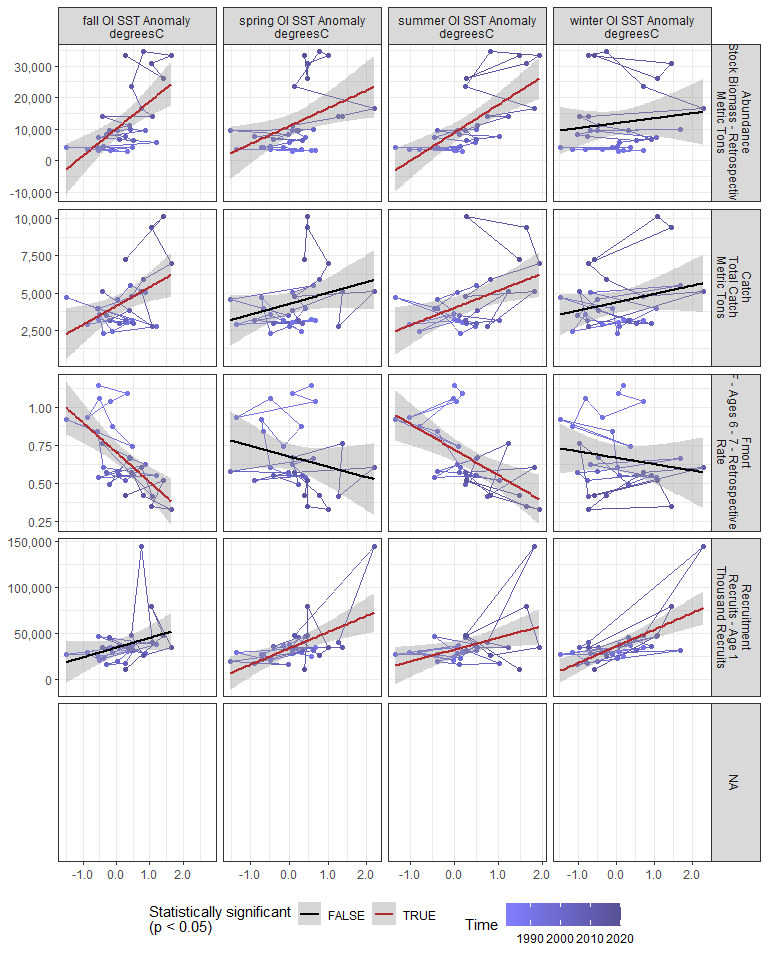 fall OI SST Anomaly
degreesC
spring OI SST Anomaly
degreesC
summer OI SST Anomaly
degreesC
winter OI SST Anomaly
degreesC
30,000
20,000
10,000
0
-10,000
Abundance
Stock Biomass - Retrospectiv
Metric Tons
10,000
7,500
5,000
2,500
Catch
Total Catch
Metric Tons
1.00
0.75
0.50
0.25
Fmort
- Ages 6 - 7 - Retrospective
Rate
150,000
100,000
50,000
0
Recruitment
Recruits - Age 1
Thousand Recruits
NA
-1.0 0.0 1.0 2.0 -1.0 0.0 1.0 2.0 -1.0 0.0 1.0 2.0 -1.0 0.0 1.0 2.0
Statistically significant
(p < 0.05)
FALSE TRUE
Time
1990 2000 2010 2020